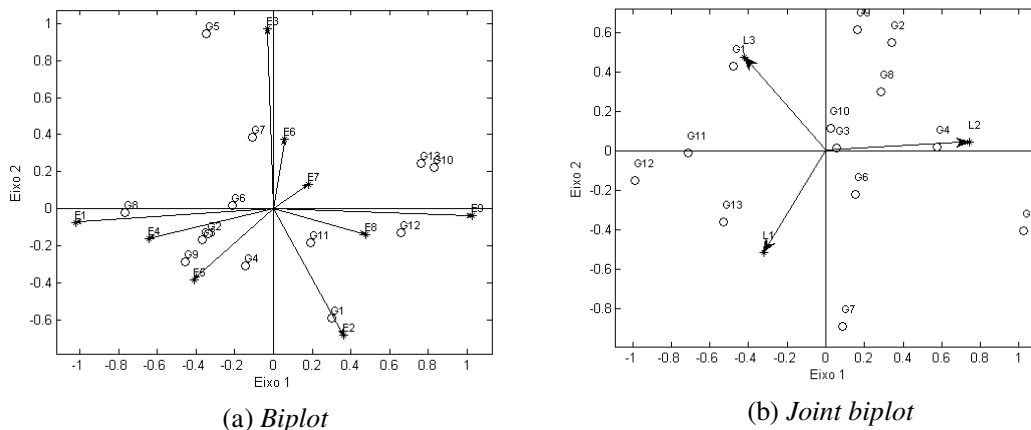 1
0.8
0.6
0.4
0.2
0
-0.2
-0.4
-0.6
Eixo 2
-1 -0.8 -0.6 -0.4 -0.2 0 0.2 0.4 0.6 0.8 1
Eixo 1
G5
E3
G7
E6
G13
G10
E7
G6
G8
E1
E9
E4
G2
G3
G11
E8
G12
G9
G4
E5
G1
E2
(a) Biplot
0.6
0.4
0.2
0
-0.2
-0.4
-0.6
-0.8
Eixo 2
-1 -0.8 -0.6 -0.4 -0.2 0 0.2 0.4 0.6 0.8 1
Eixo 1
G2
G1
L3
G8
G10
G3
G4
L2
G11
G12
G6
G13
L1
G7
(b) Joint biplot